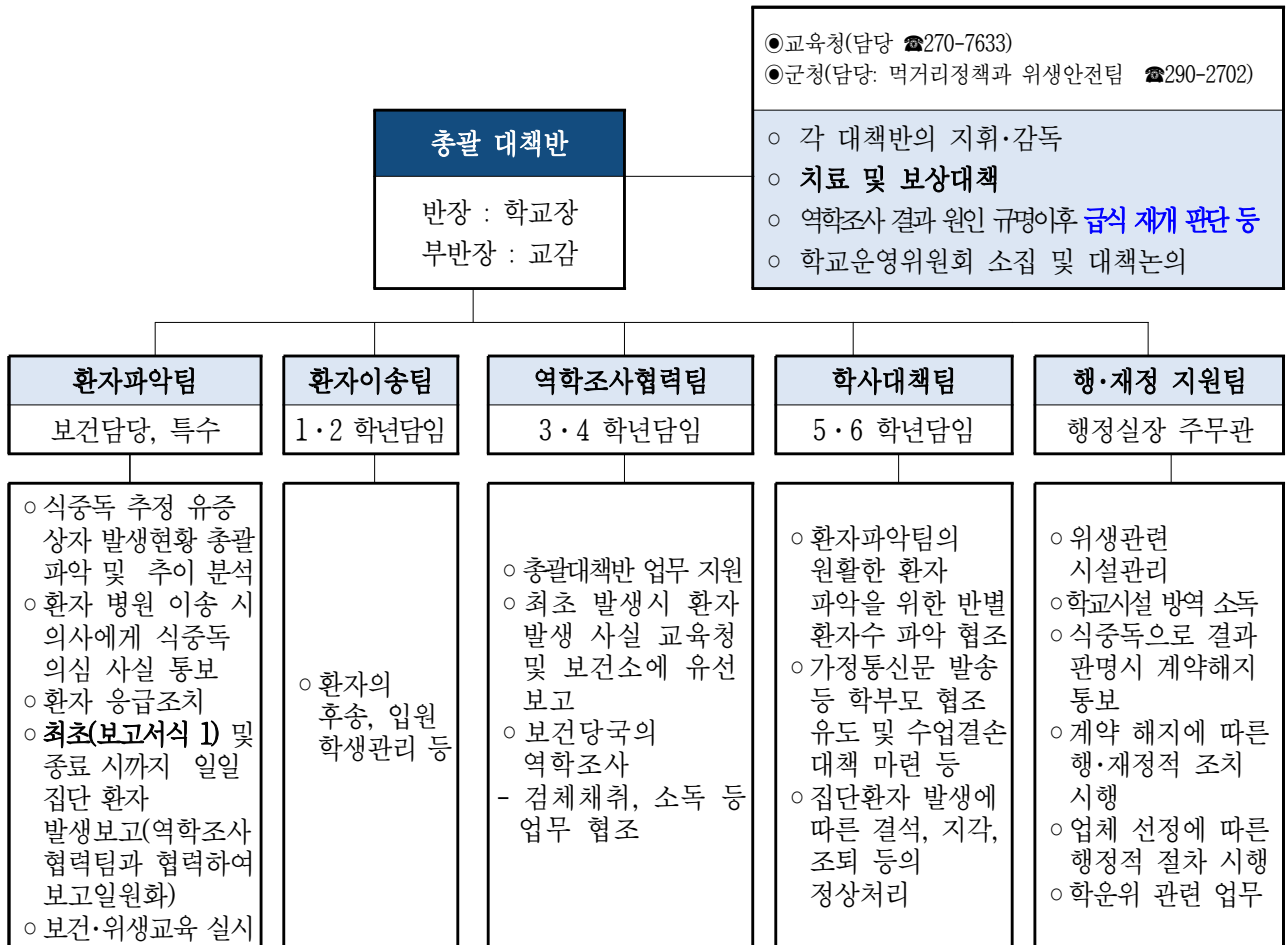 ◉교육청(담당 ☎270-7633)
◉군청(담당: 먹거리정책과 위생안전팀 ☎290-2702)
○ 각 대책반의 지휘·감독
○ 치료 및 보상대책
○ 역학조사 결과 원인 규명이후 급식 재개 판단 등
○ 학교운영위원회 소집 및 대책논의
총괄 대책반
반장 : 학교장
부반장 : 교감
환자파악팀
보건담당, 특수
○식중독 추정 유증
상자 발생현황 총괄
파악 및 추이 분석
○환자 병원 이송 시
의사에게 식중독
의심 사실 통보
○환자 응급조치
○최초(보고서식 1) 및
종료 시까지 일일
집단 환자
발생보고(역학조사
협력팀과 협력하여
보고일원화)
○보건·위생교육 실시
환자이송팀
1·2 학년담임
○환자의
후송, 입원
학생관리 등
역학조사협력팀
3·4 학년담임
○총괄대책반 업무 지원
○최초 발생시 환자
발생 사실 교육청
및 보건소에 유선
보고
○보건당국의
역학조사
- 검체채취, 소독 등
업무 협조
학사대책팀
5·6 학년담임
○환자파악팀의
원활한 환자
파악을 위한 반별
환자수 파악 협조
○가정통신문 발송
등 학부모 협조
유도 및 수업결손
대책 마련 등
○집단환자 발생에
따른 결석, 지각,
조퇴 등의
정상처리
행·재정 지원팀
행정실장 주무관
○위생관련
시설관리
○학교시설 방역 소독
○식중독으로 결과
판명시 계약해지
통보
○계약 해지에 따른
행·재정적 조치
시행
○업체 선정에 따른
행정적 절차 시행
○학운위 관련 업무